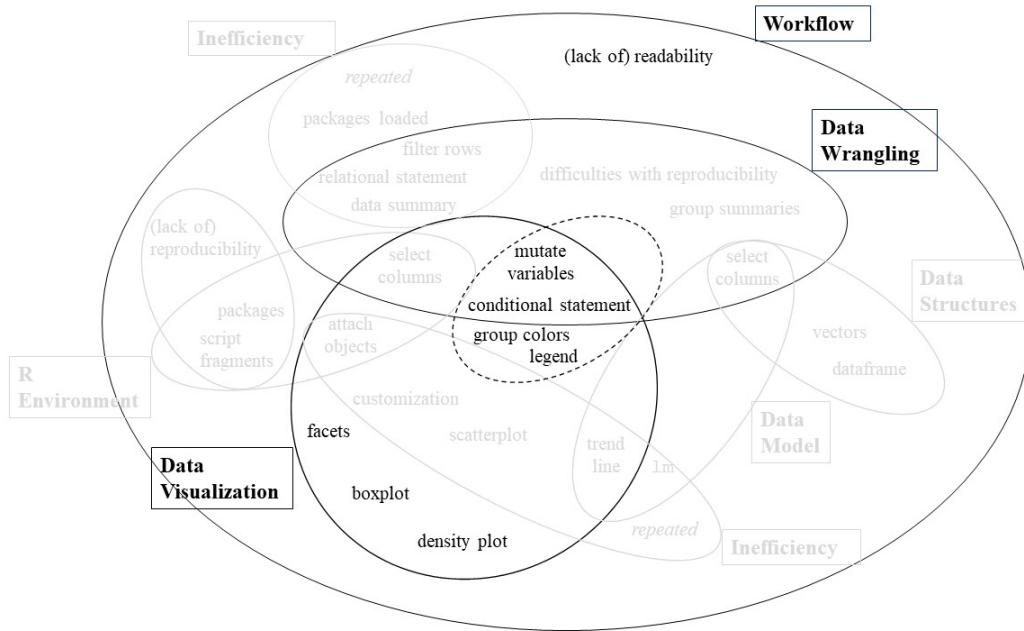 Workflow
Inefficiency
(lack of) readability
repeated
packages loaded
Data
Wrangling
filter rows
relational statement
difficulties with reproducibility
data summary
group summaries
(lack of)
reproducibility
select
columns
mutate
variables
select
columns
Data
Structures
conditional statement
packages
attach
objects
group colors
legend
script
fragments
vectors
dataframe
R
Environment
customization
Data
Model
facets
scatterplot
trend
line
lm
Data
Visualization
boxplot
repeated
density plot
Inefficiency